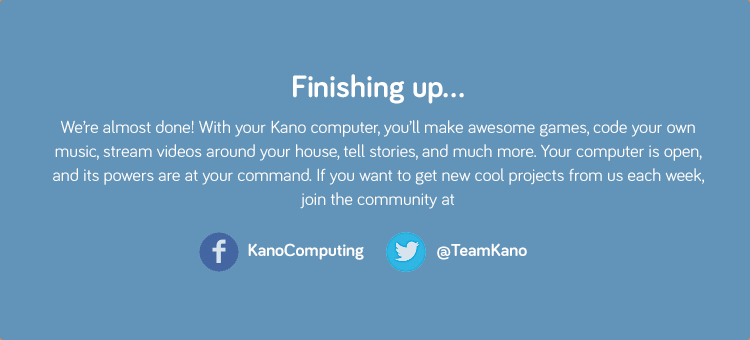 Finishing up...
We're almost done! With your Kano computer, you'll make awesome games, code your own
music, stream videos around your house, tell stories, and much more. Your computer is open,
and its powers are at your command. If you want to get new cool projects from us each week,
join the community at
KanoComputing @TeamKano